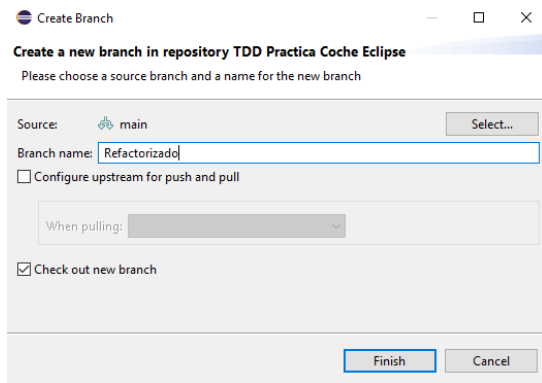 Create Branch
Create a new branch in repository TDD Practica Coche Eclipse
Please choose a source branch and a name for the new branch
Source: main Select...
Branch name: Refactorizado
Configure upstream for push and pull
When pulling:
Check out new branch
Finish Cancel